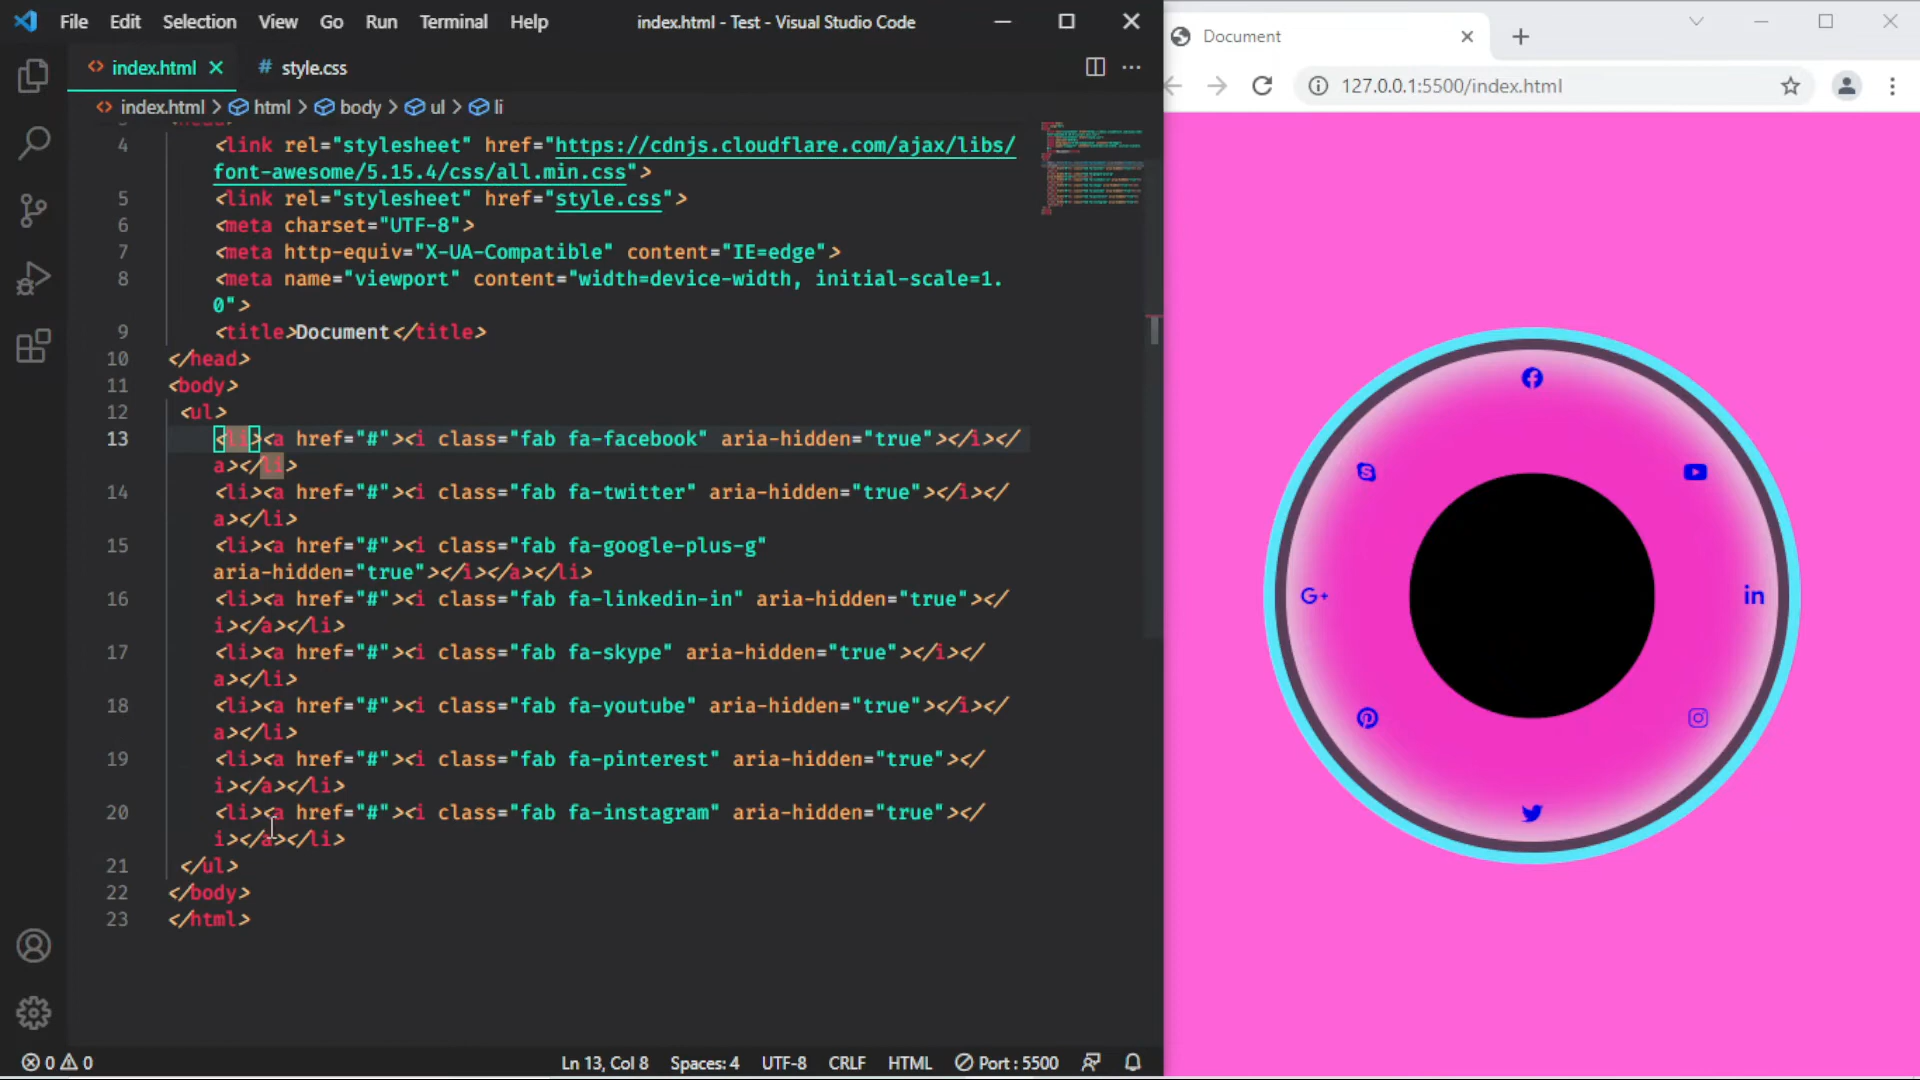 File Edit Selection View Go Run Terminal Help index.html - Test - Visual Studio Code
index.html style.css
index.html > html > body > ul > li
4 <link rel="stylesheet" href="https://cdnjs.cloudflare.com/ajax/libs/
font-awesome/5.15.4/css/all.min.css">
5 <link rel="stylesheet" href="style.css">
6 <meta charset="UTF-8">
7 <meta http-equiv="X-UA-Compatible" content="IE=edge">
8 <meta name="viewport" content="width=device-width, initial-scale=1.
0">
9 <title>Document</title>
10 </head>
11 <body>
12 <ul>
13 <li><a href="#"><i class="fab fa-facebook" aria-hidden="true"></i></
a></li>
14 <li><a href="#"><i class="fab fa-twitter" aria-hidden="true"></i></
a></li>
15 <li><a href="#"><i class="fab fa-google-plus-g"
aria-hidden="true"></i></a></li>
16 <li><a href="#"><i class="fab fa-linkedin-in" aria-hidden="true"></
i></a></li>
17 <li><a href="#"><i class="fab fa-skype" aria-hidden="true"></i></
a></li>
18 <li><a href="#"><i class="fab fa-youtube" aria-hidden="true"></i></
a></li>
19 <li><a href="#"><i class="fab fa-pinterest" aria-hidden="true"></
i></a></li>
20 <li><a href="#"><i class="fab fa-instagram" aria-hidden="true"></
i></a></li>
21 </ul>
22 </body>
23 </html>
0 0 Ln 13, Col 8 Spaces: 4 UTF-8 CRLF HTML Port : 5500
Document
127.0.0.1:5500/index.html
G+
in